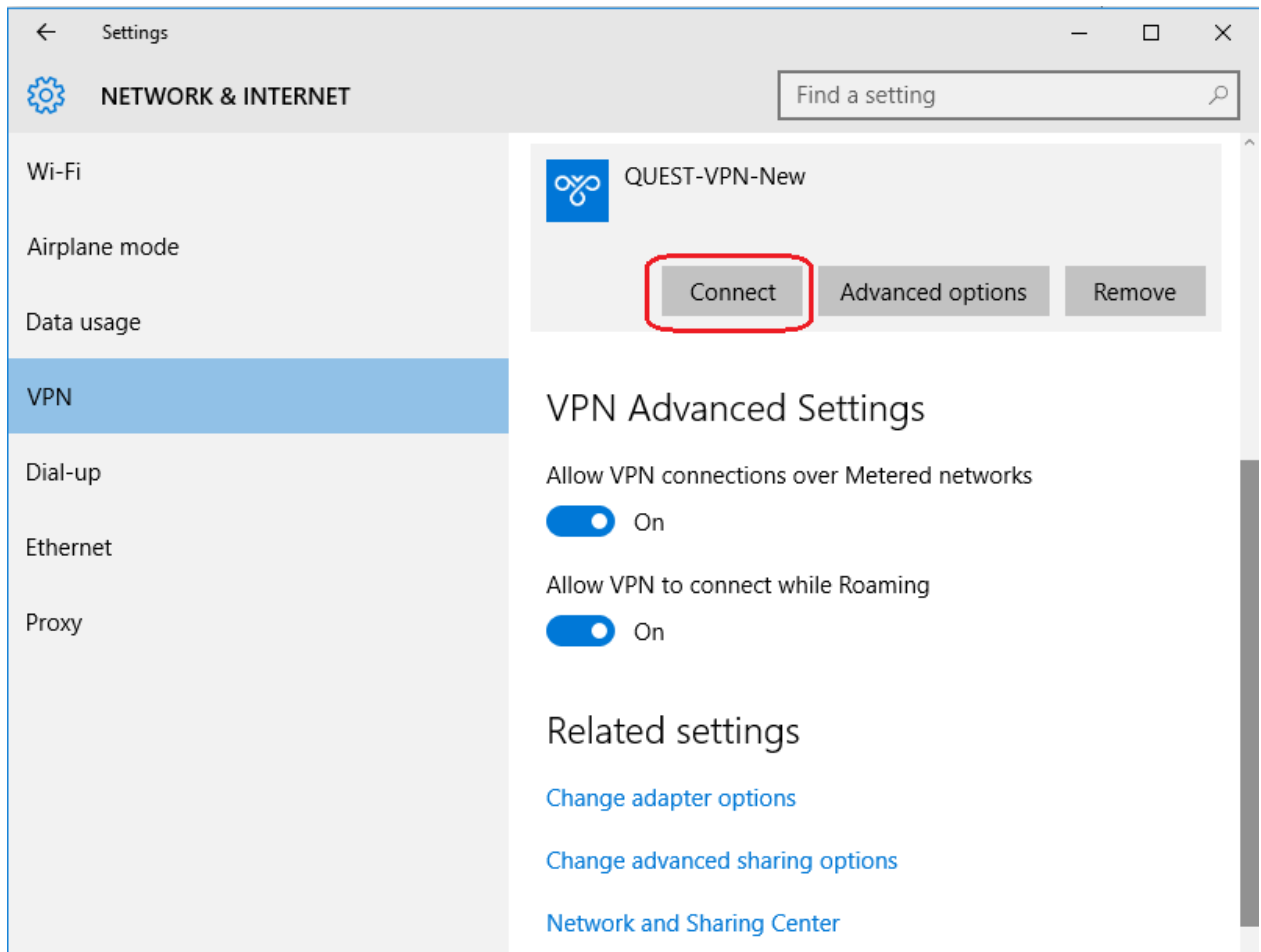 Settings
NETWORK & INTERNET
Find a setting
Wi-Fi
Airplane mode
Data usage
VPN
Dial-up
Ethernet
Proxy
QUEST-VPN-New
Connect Advanced options Remove
VPN Advanced Settings
Allow VPN connections over Metered networks
On
Allow VPN to connect while Roaming
On
Related settings
Change adapter options
Change advanced sharing options
Network and Sharing Center